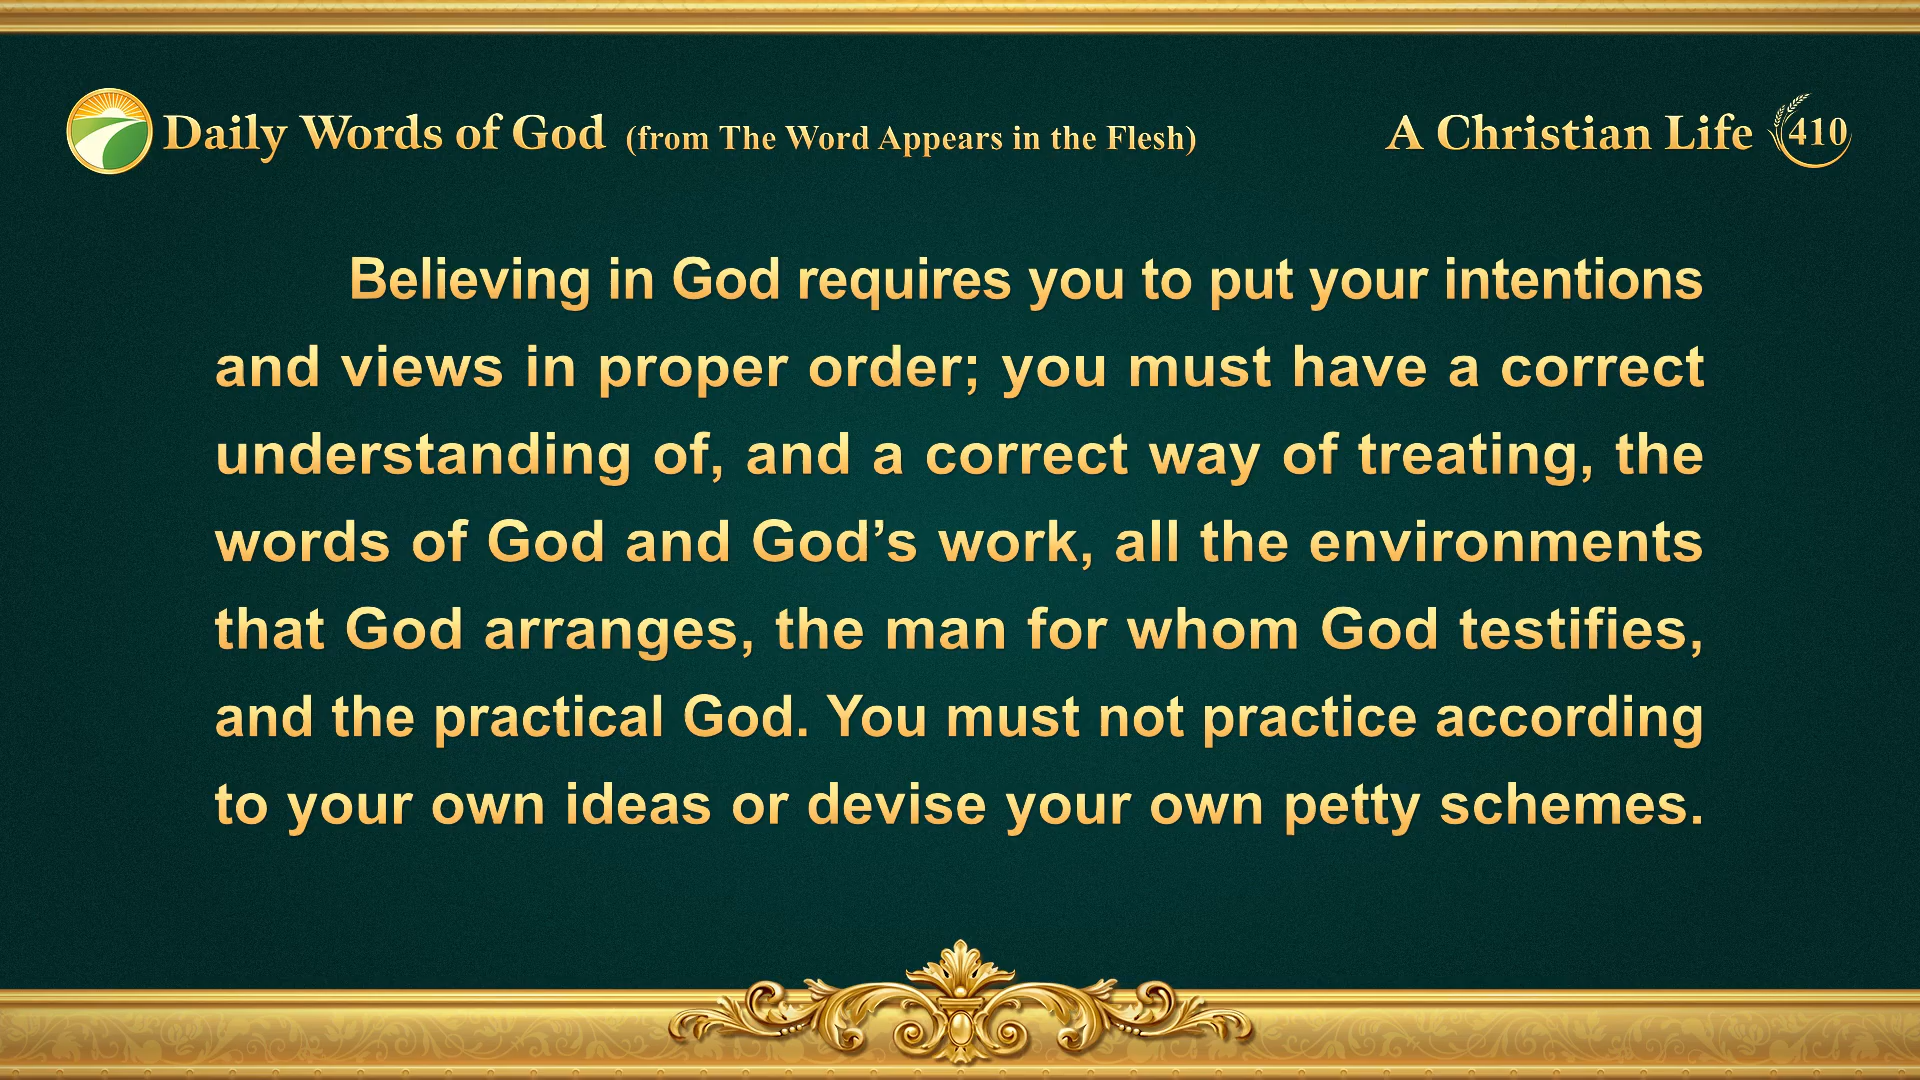 Daily Words of God (from The Word Appears in the Flesh)
A Christian Life 410
Believing in God requires you to put your intentions
and views in proper order; you must have a correct
understanding of, and a correct way of treating, the
words of God and God’s work, all the environments
that God arranges, the man for whom God testifies,
and the practical God. You must not practice according
to your own ideas or devise your own petty schemes.